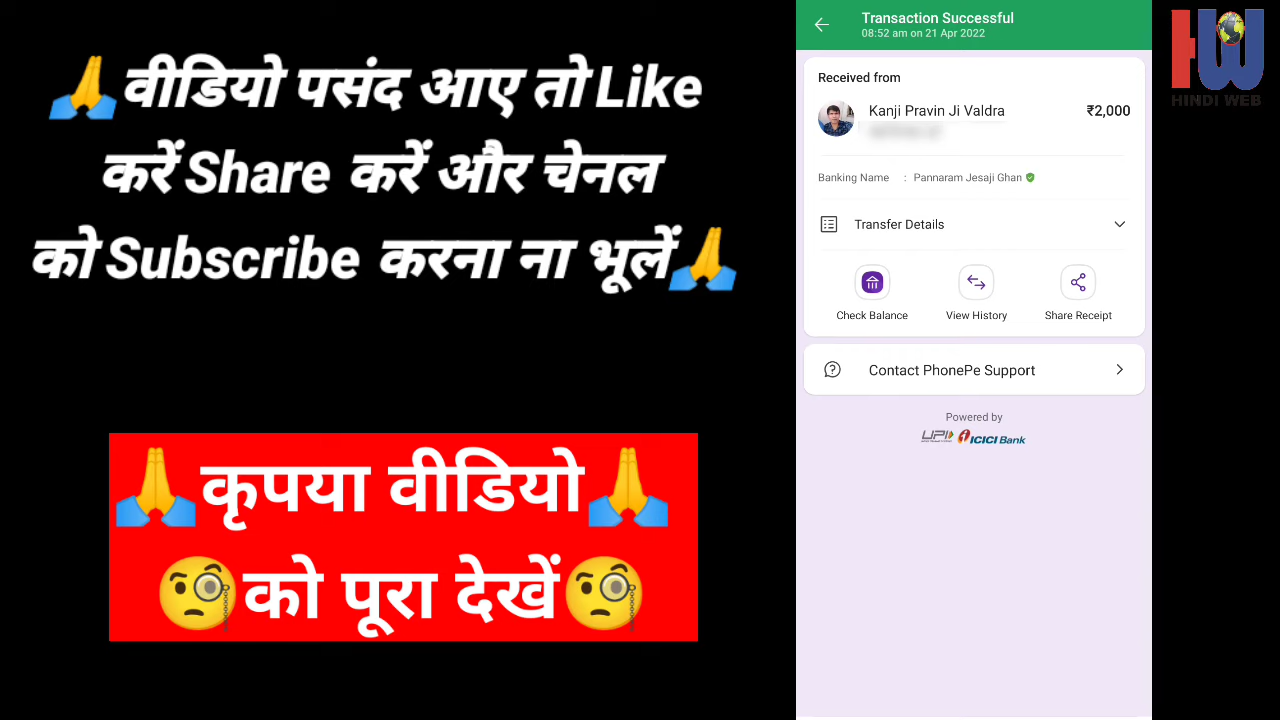 🙏वीडियो पसंद आए तो Like
करें Share करें और चेनल
को Subscribe करना ना भूलें🙏
🙏कृपया वीडियो🙏
🧐को पूरा देखें🧐
Transaction Successful
08:52 am on 21 Apr 2022
Received from
Kanji Pravin Ji Valdra ₹2,000
Banking Name : Pannaram Jesaji Ghan
Transfer Details
Check Balance View History Share Receipt
Contact PhonePe Support
Powered by
UPI ICICI Bank
HW
HINDI WEB